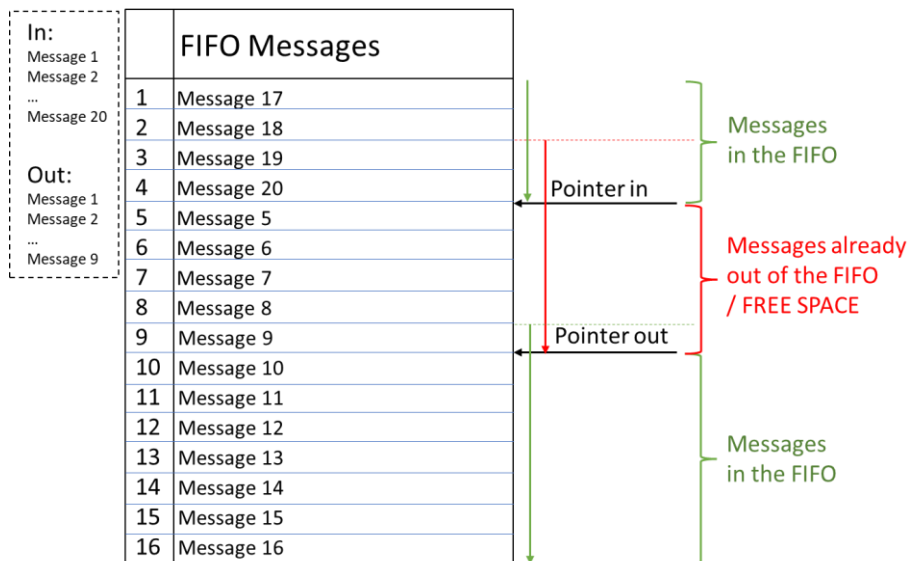 In:
Message 1
Message 2
...
Message 20
Out:
Message 1
Message 2
...
Message 9
FIFO Messages
1 Message 17
2 Message 18
3 Message 19
4 Message 20
5 Message 5
6 Message 6
7 Message 7
8 Message 8
9 Message 9
10 Message 10
11 Message 11
12 Message 12
13 Message 13
14 Message 14
15 Message 15
16 Message 16
Pointer in
Pointer out
Messages
in the FIFO
Messages already
out of the FIFO
/ FREE SPACE
Messages
in the FIFO